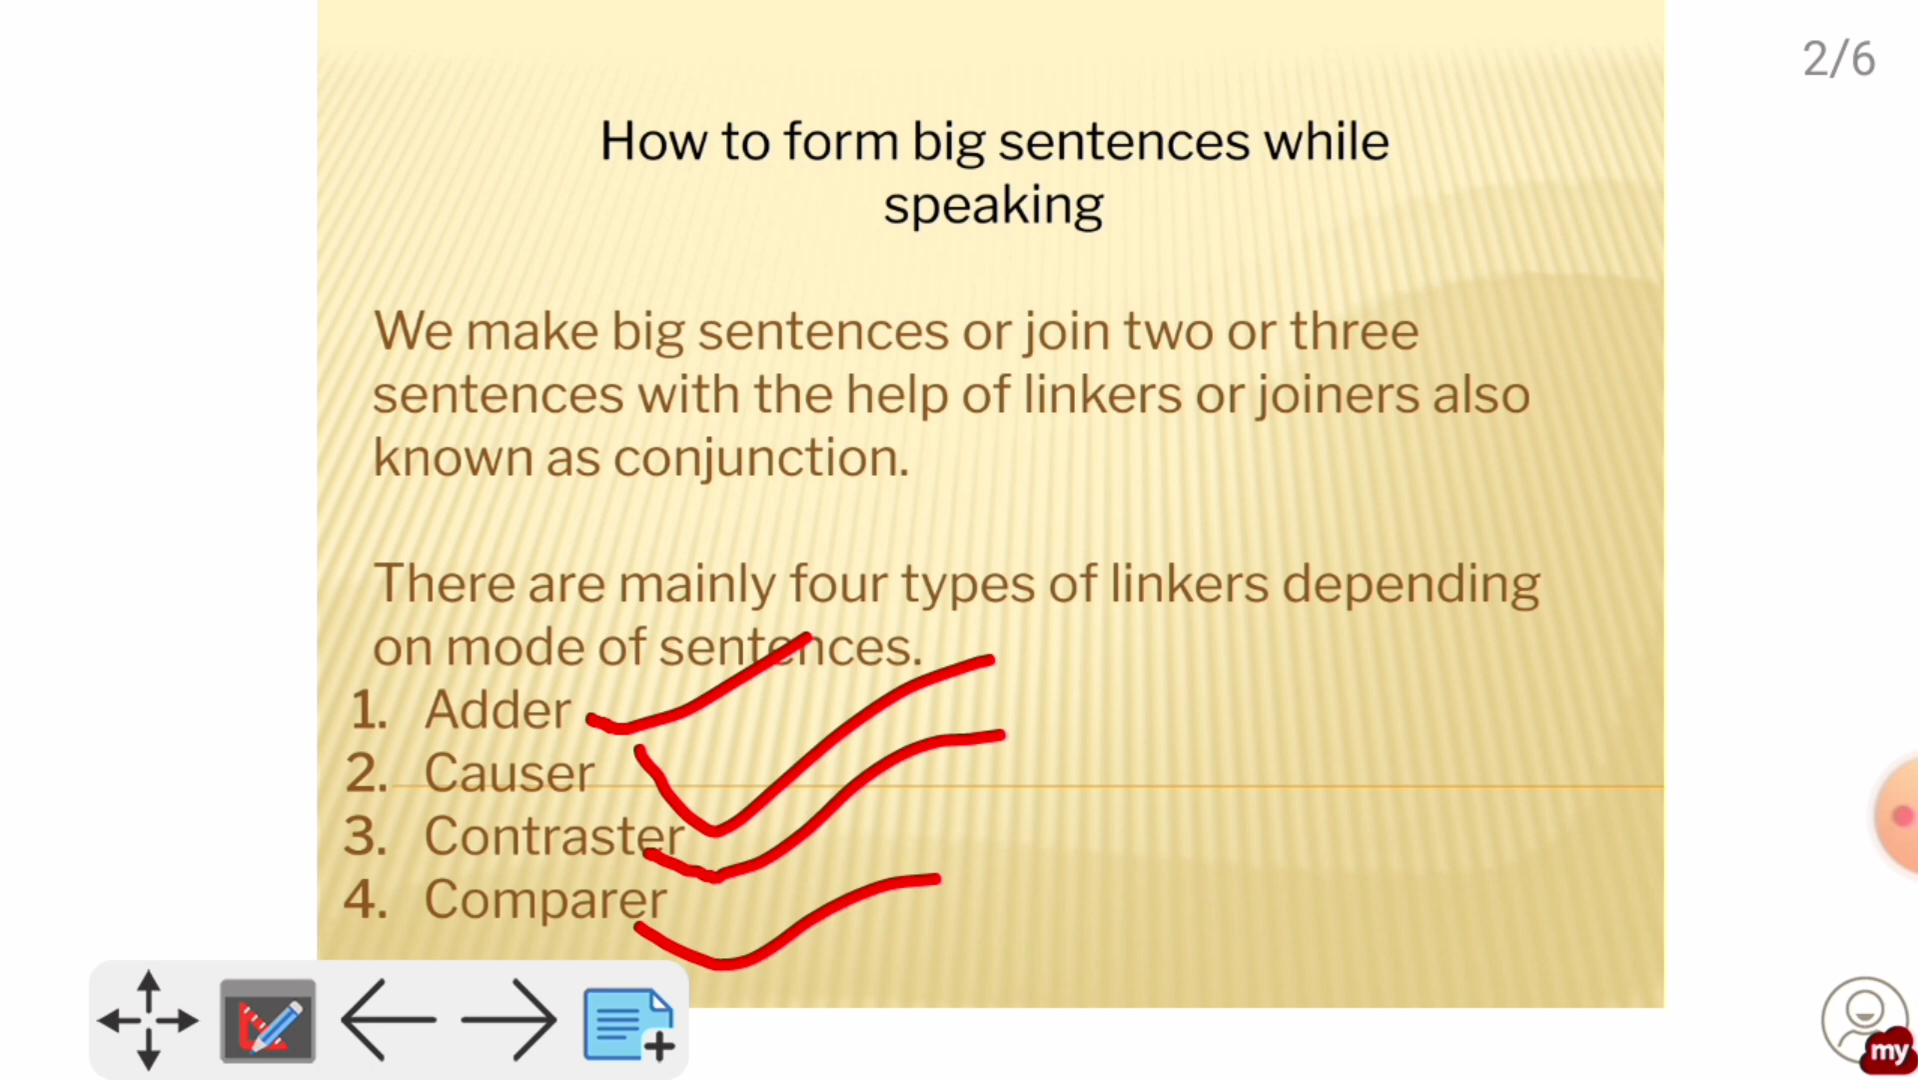 2/6
How to form big sentences while
speaking
We make big sentences or join two or three
sentences with the help of linkers or joiners also
known as conjunction.
There are mainly four types of linkers depending
on mode of sentences.
1. Adder
2. Causer
3. Contraster
4. Comparer
my